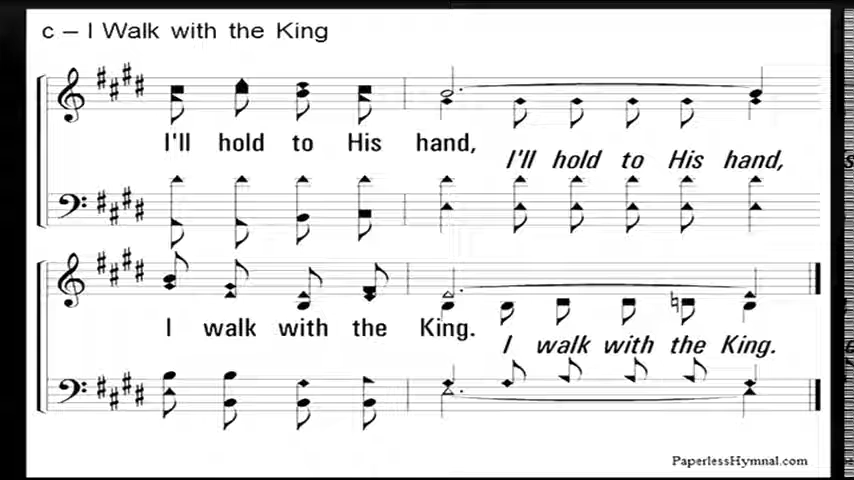 c – I Walk with the King
I'll hold to His hand,
I'll hold to His hand,
I walk with the King.
I walk with the King.
PaperlessHymnal.com